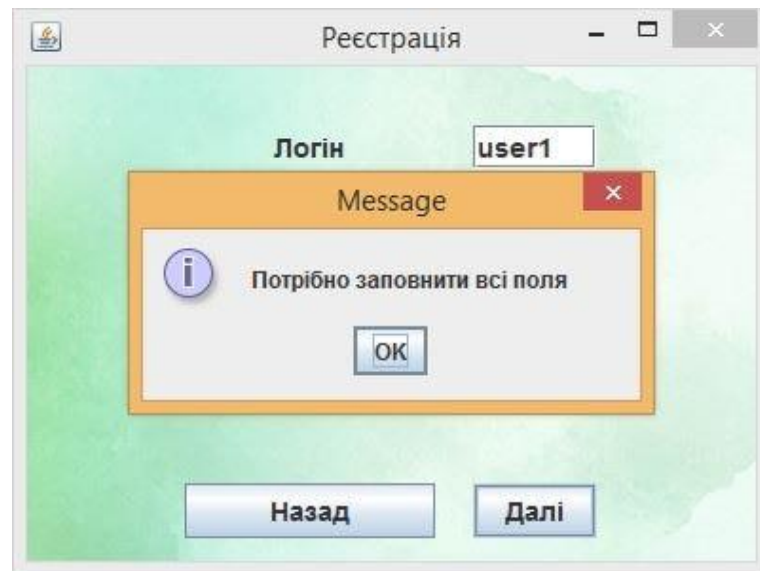 Реєстрація
Логін user1
Message
Потрібно заповнити всі поля
OK
Назад Далі